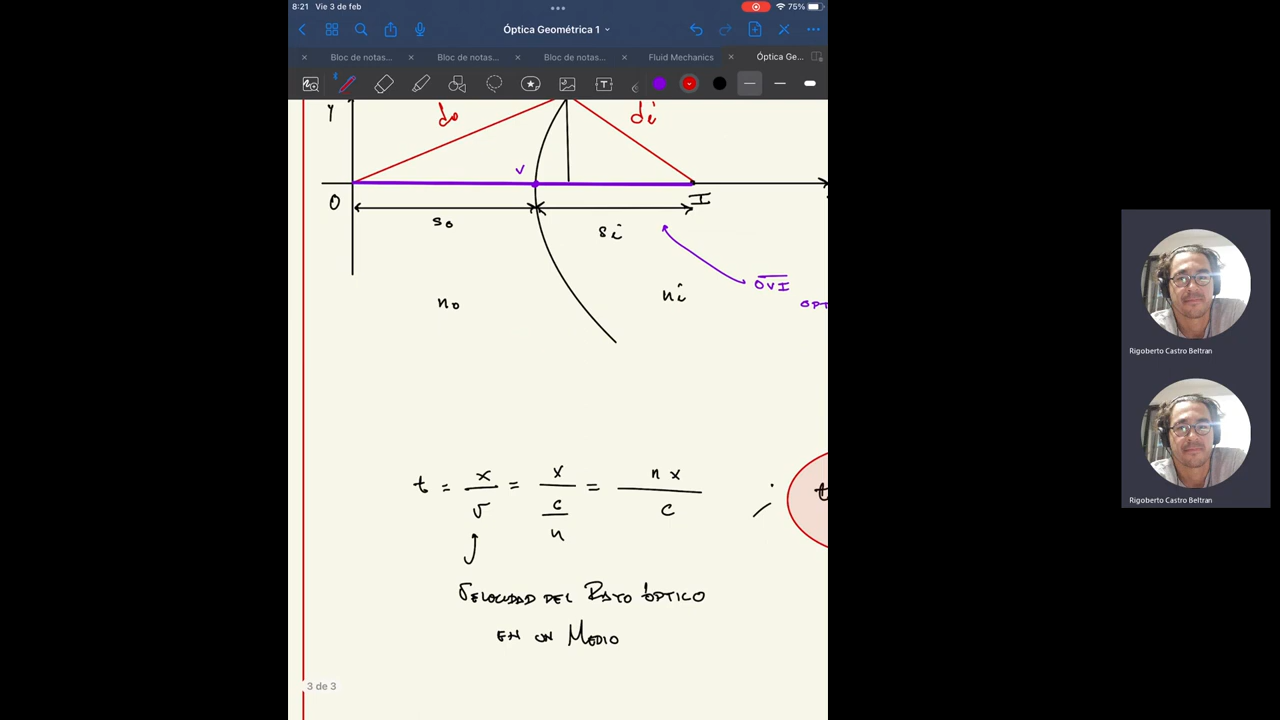 8:21 Vie 3 de feb
75%
Óptica Geométrica 1
Bloc de notas... Bloc de notas... Bloc de notas... Fluid Mechanics Óptica Ge...
Y do di
V
O I
so si
OVI
no ni OPT
t = x/v = x/(c/n) = nx/c ; t
VELOCIDAD DEL RAYO ÓPTICO
EN UN MEDIO
3 de 3
Rigoberto Castro Beltran
Rigoberto Castro Beltran